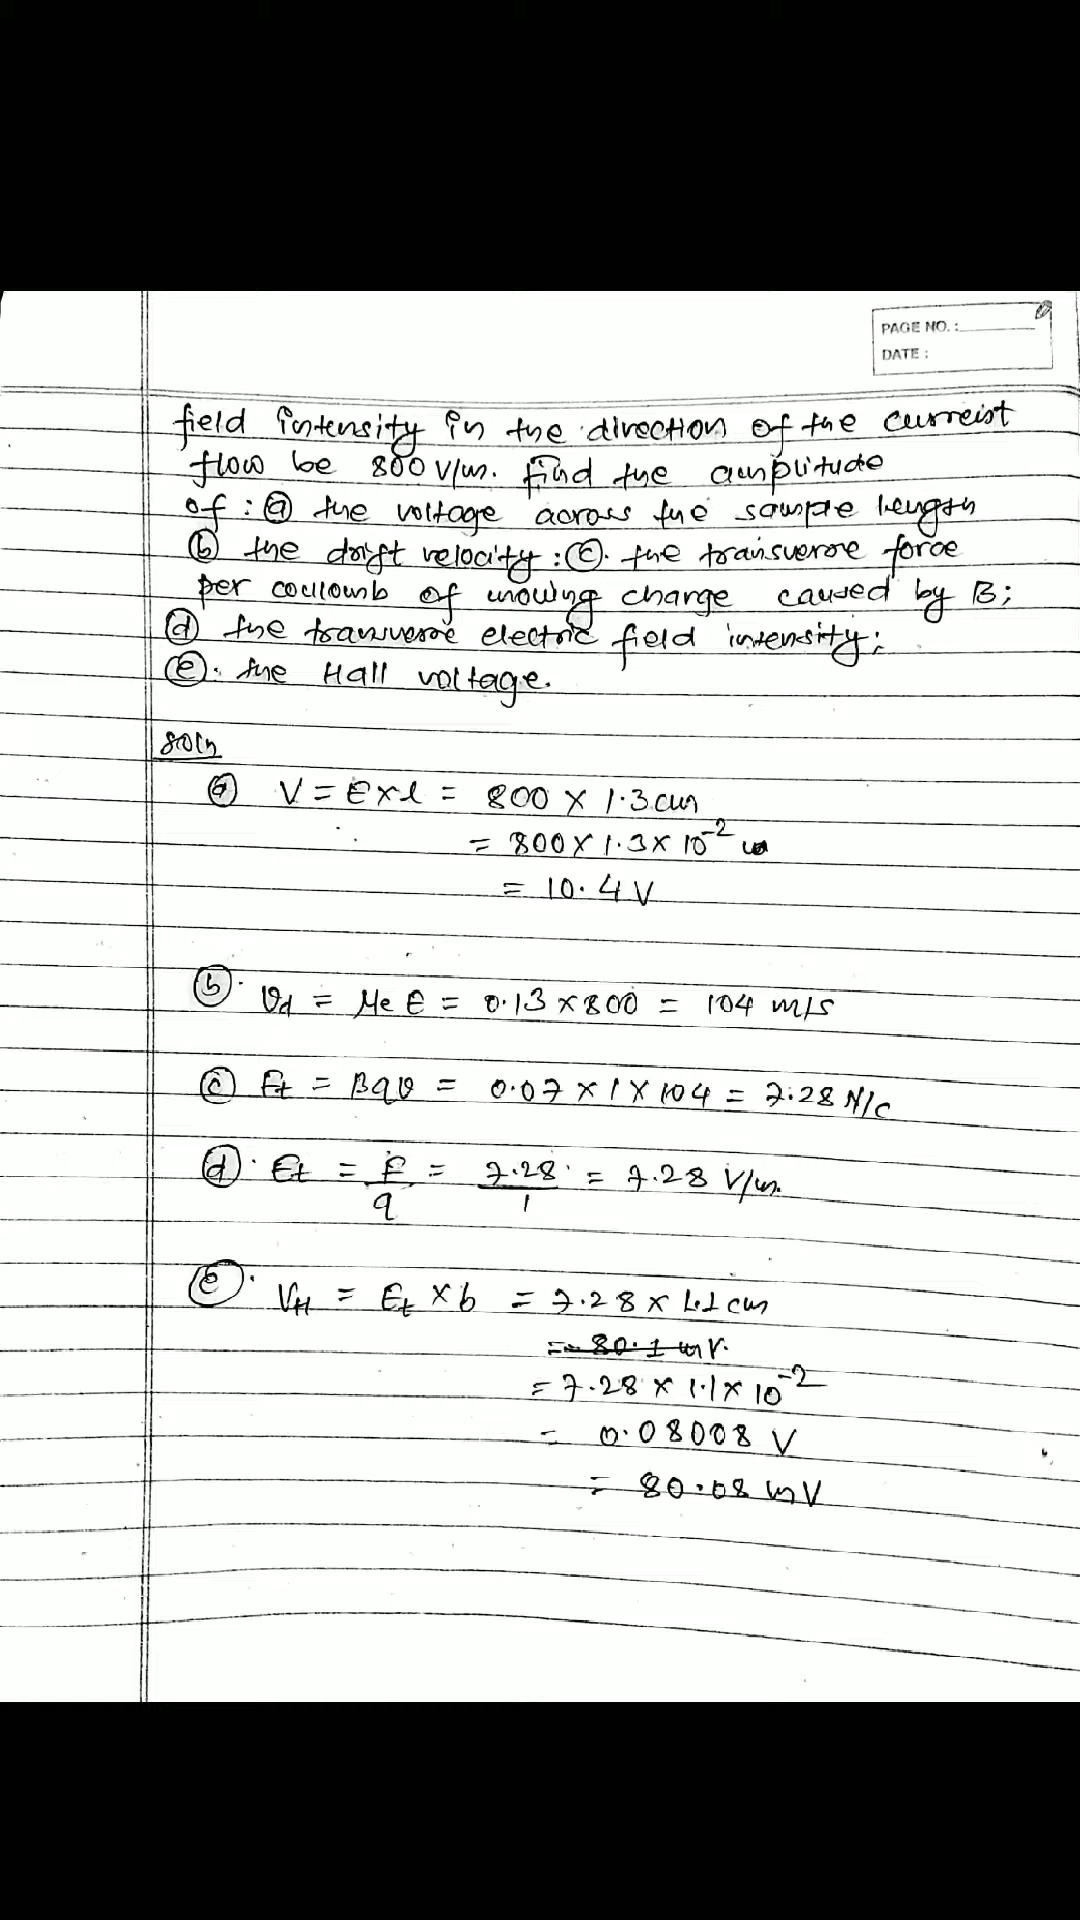 PAGE NO. :
DATE :
field intensity in the direction of the current
flow be 800 V/m. find the amplitude
of : (a) the voltage across the sample length
(b) the drift velocity : (c). the transverse force
per coulomb of moving charge caused by B;
(d) the transverse electric field intensity;
(e). the Hall voltage.
soln
(a) V = E×l = 800 × 1.3 cm
= 800 × 1.3 × 10⁻² m
= 10.4 V
(b). υd = μe E = 0.13 × 800 = 104 m/s
(c) Ft = Bqυ = 0.07 × 1 × 104 = 7.28 N/C
(d). Et = F/q = 7.28/1 = 7.28 V/m.
(e). VH = Et × b = 7.28 × 1.1 cm
= 80.1 mV.
= 7.28 × 1.1 × 10⁻²
= 0.08008 V
= 80.08 mV